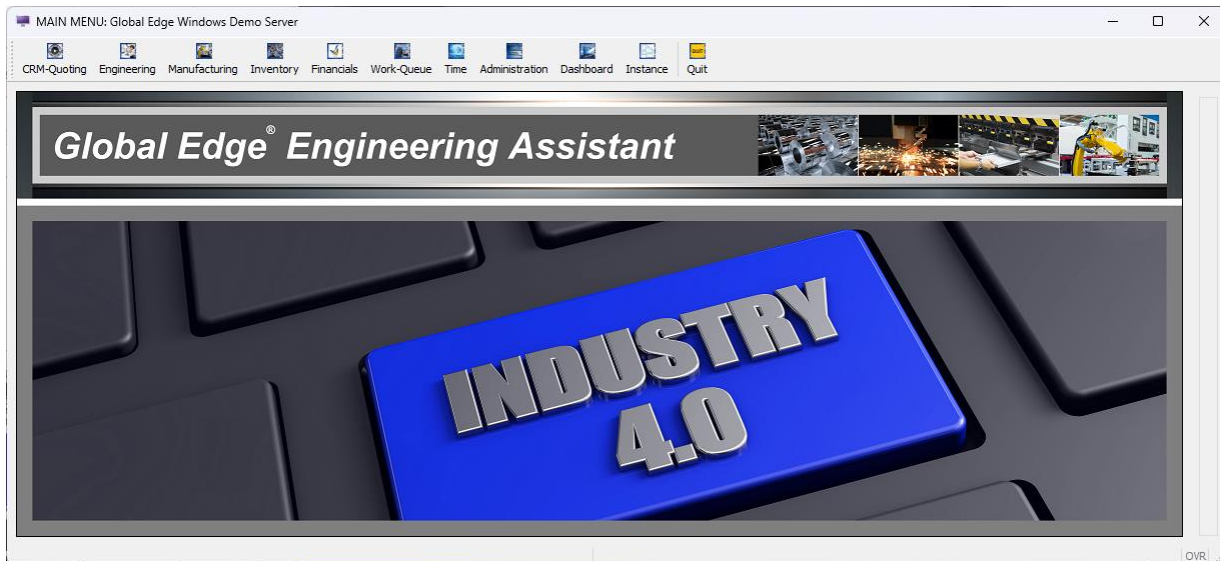 MAIN MENU: Global Edge Windows Demo Server
CRM-Quoting Engineering Manufacturing Inventory Financials Work-Queue Time Administration Dashboard Instance Quit
Global Edge® Engineering Assistant
INDUSTRY
4.0
OVR